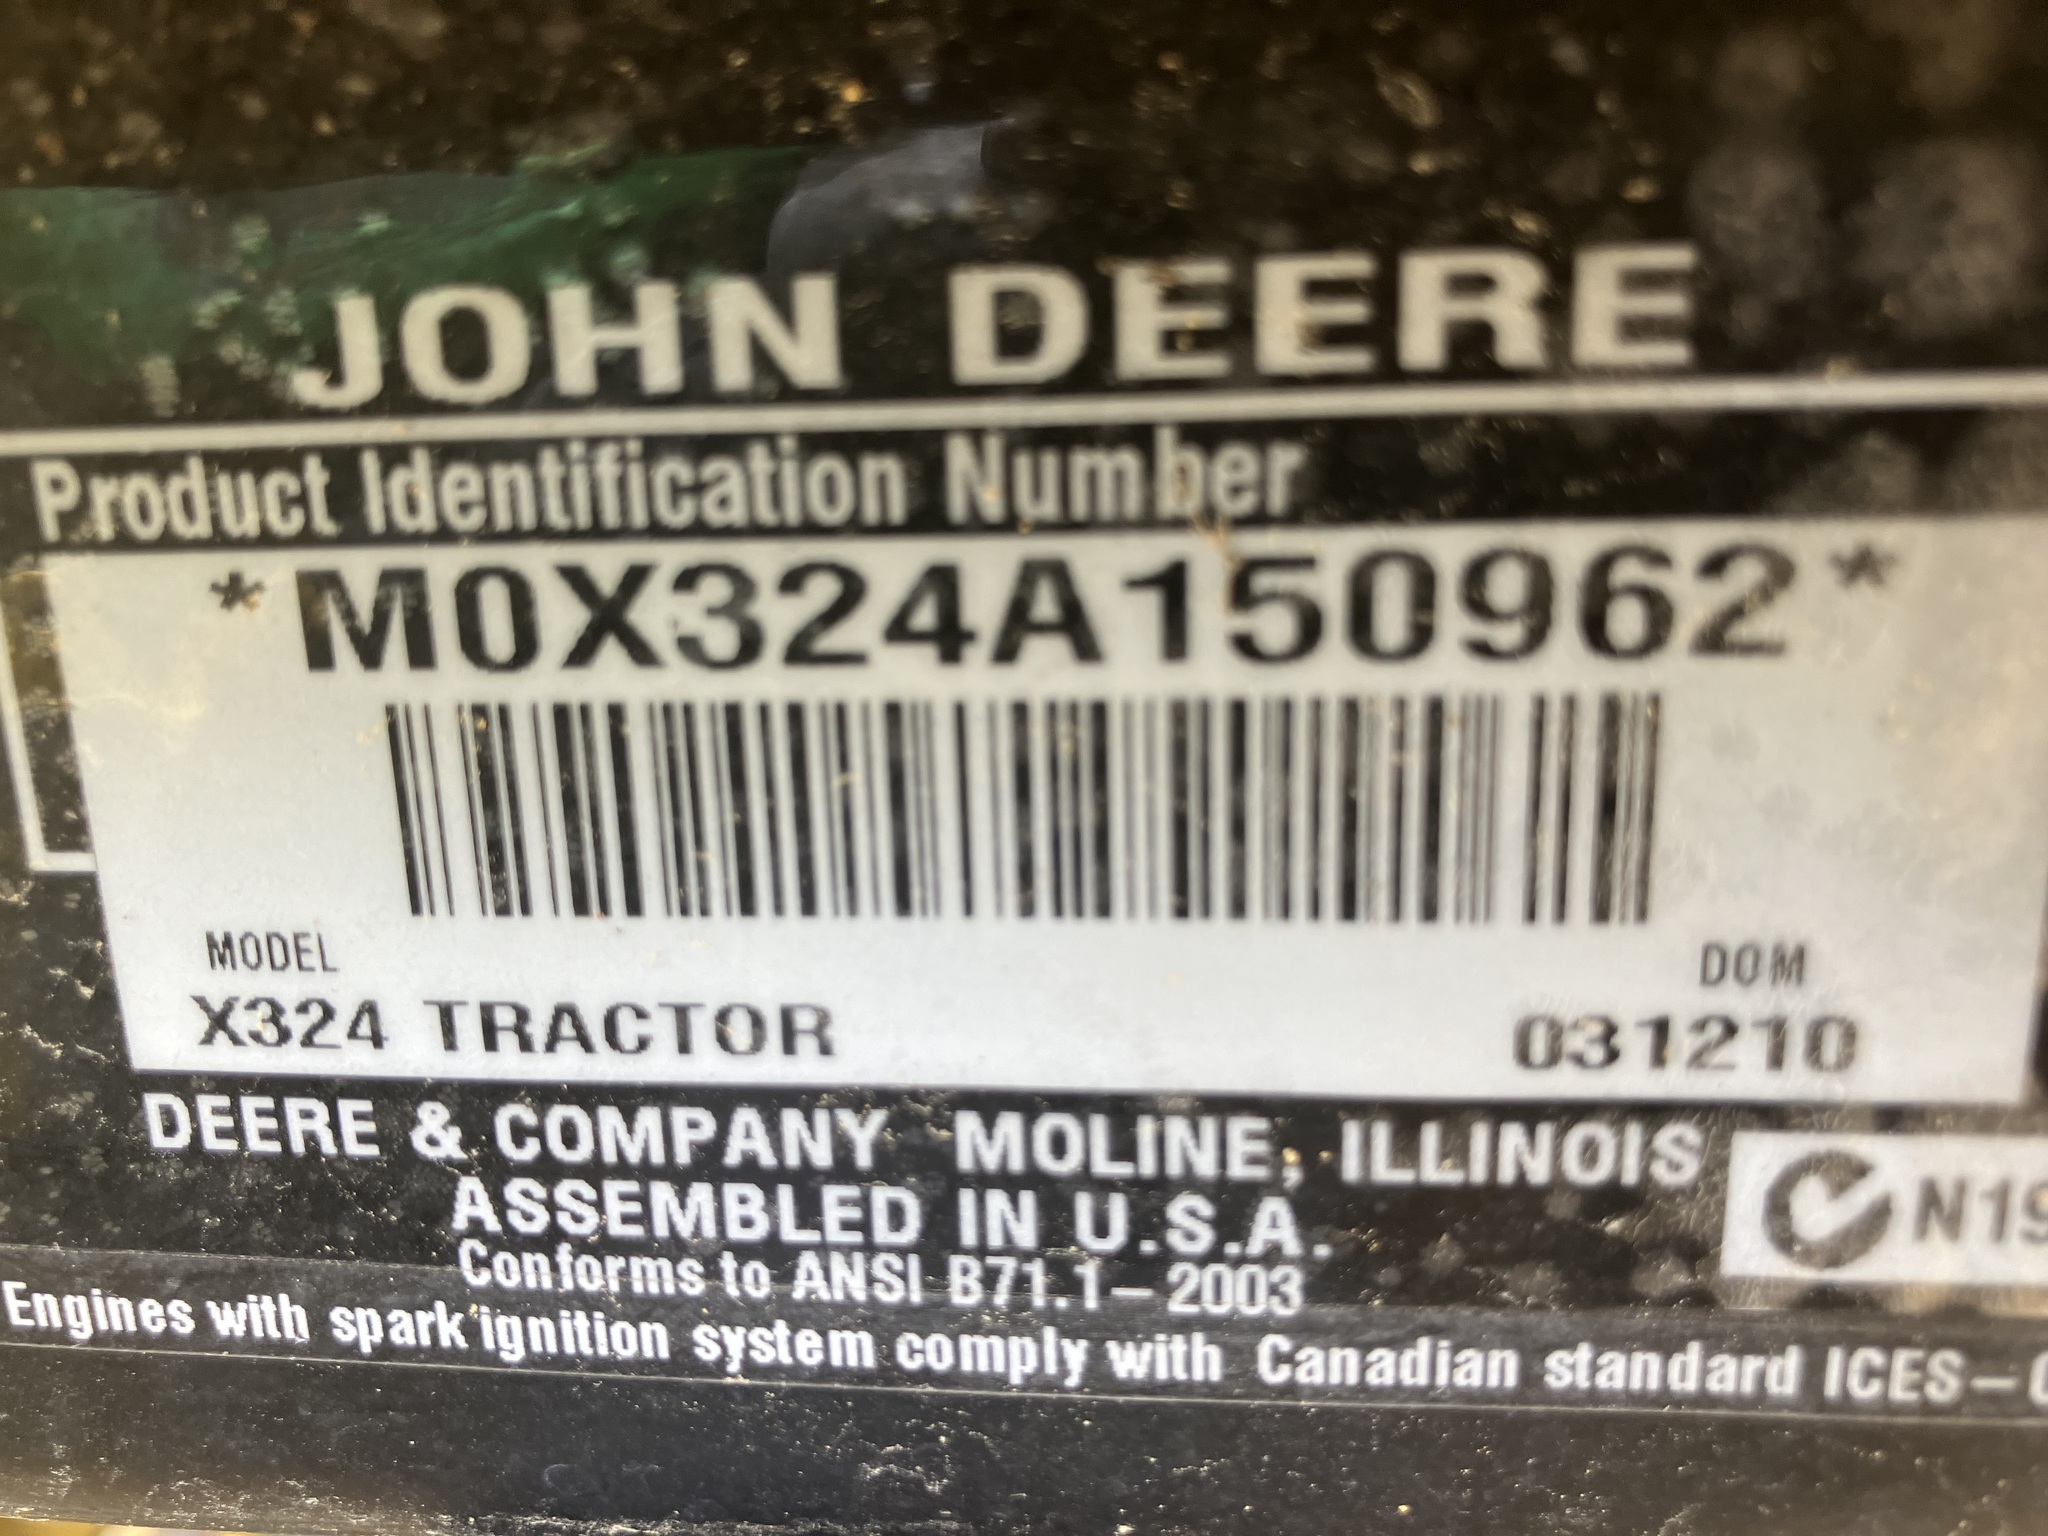 JOHN DEERE
Product Identification Number
*M0X324A150962*
MODEL
DOM
X324 TRACTOR
031210
DEERE & COMPANY MOLINE, ILLINOIS
ASSEMBLED IN U.S.A.
Conforms to ANSI B71.1-2003
Engines with spark ignition system comply with Canadian standard ICES-
N19